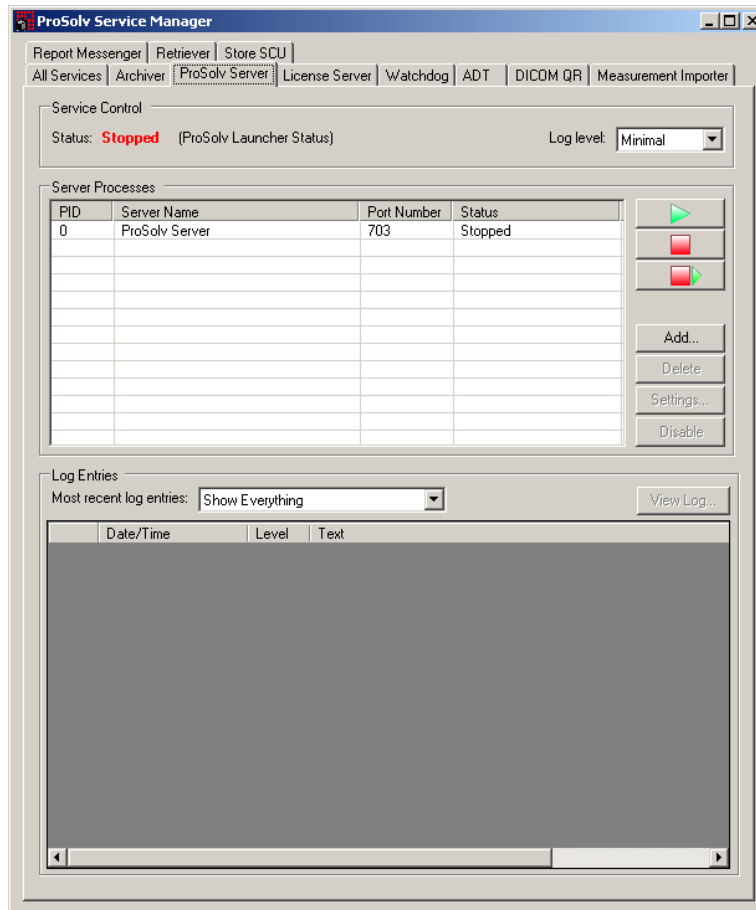 ProSolv Service Manager
Report Messenger Retriever Store SCU
All Services Archiver ProSolv Server License Server Watchdog ADT DICOM QR Measurement Importer
Service Control
Status: Stopped (ProSolv Launcher Status) Log level: Minimal
Server Processes
PID Server Name Port Number Status
0 ProSolv Server 703 Stopped
Add...
Delete
Settings...
Disable
Log Entries
Most recent log entries: Show Everything View Log...
Date/Time Level Text